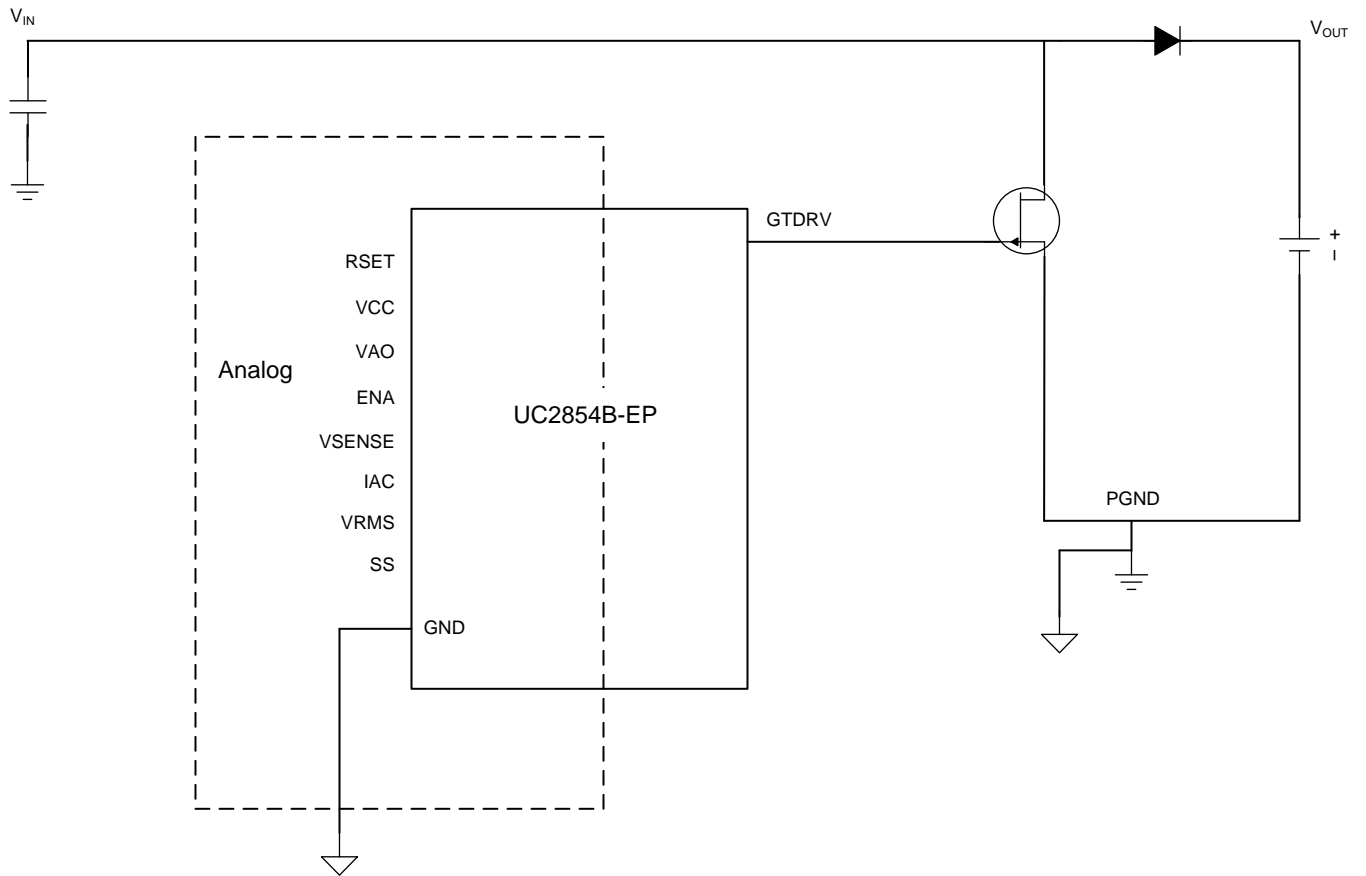 VIN
VOUT
GTDRV
RSET
VCC
VAO
Analog
ENA
UC2854B-EP
VSENSE
IAC
VRMS
SS
GND
PGND
+
–